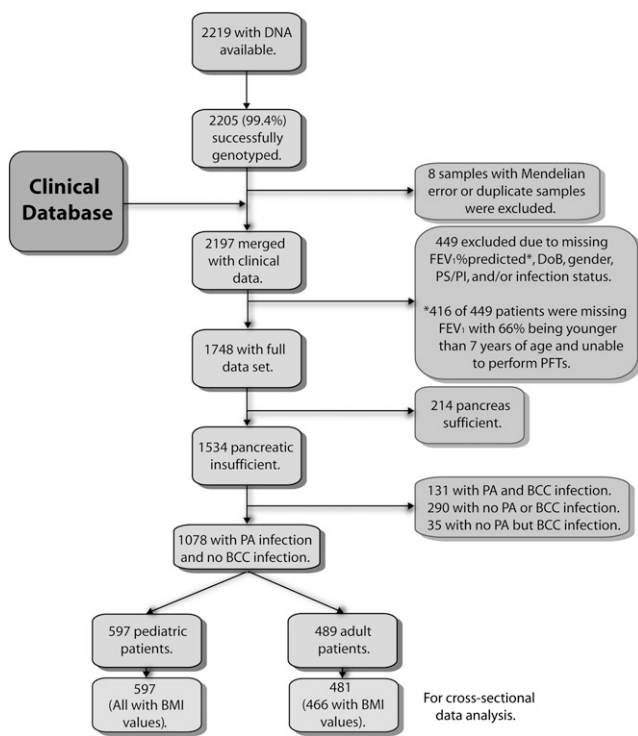 2219 with DNA
available.
2205 (99.4%)
successfully
genotyped.
Clinical
Database
8 samples with Mendelian
error or duplicate samples
were excluded.
2197 merged
with clinical
data.
449 excluded due to missing
FEV₁%predicted*, DoB, gender,
PS/PI, and/or infection status.
*416 of 449 patients were missing
FEV₁ with 66% being younger
than 7 years of age and unable
to perform PFTs.
1748 with full
data set.
214 pancreas
sufficient.
1534 pancreatic
insufficient.
131 with PA and BCC infection.
290 with no PA or BCC infection.
35 with no PA but BCC infection.
1078 with PA infection
and no BCC infection.
597 pediatric
patients.
489 adult
patients.
597
(All with BMI
values).
481
(466 with BMI
values).
For cross-sectional
data analysis.